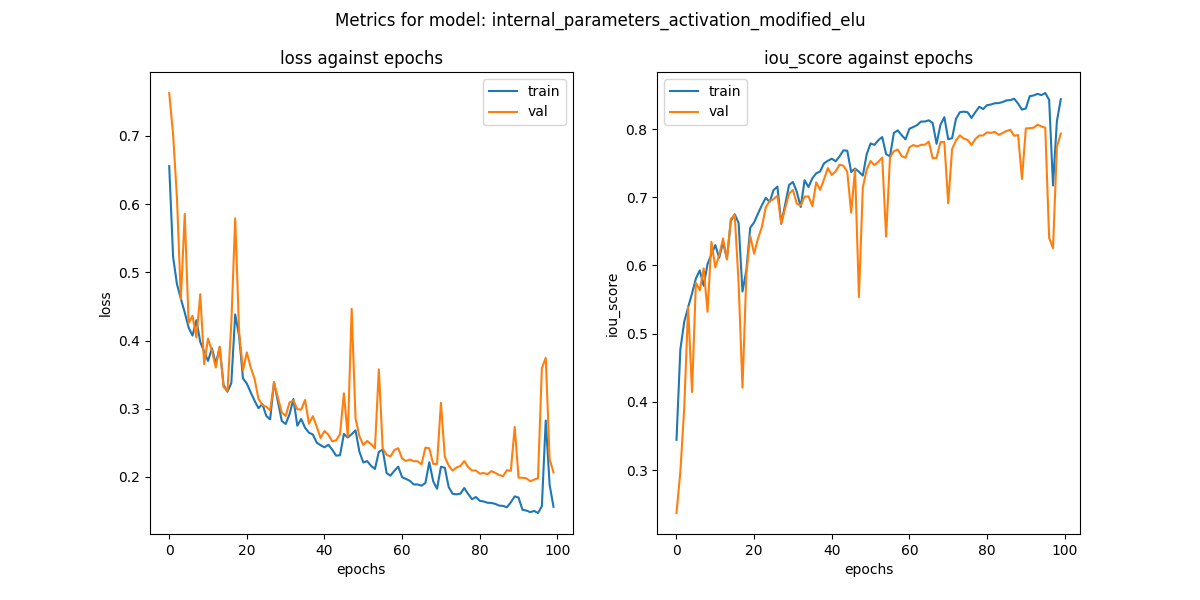 Metrics for model: internal_parameters_activation_modified_elu
loss against epochs
train
val
0.7
0.6
0.5
0.4
0.3
0.2
loss
0 20 40 60 80 100
epochs
iou_score against epochs
train
val
0.8
0.7
0.6
0.5
0.4
0.3
iou_score
0 20 40 60 80 100
epochs